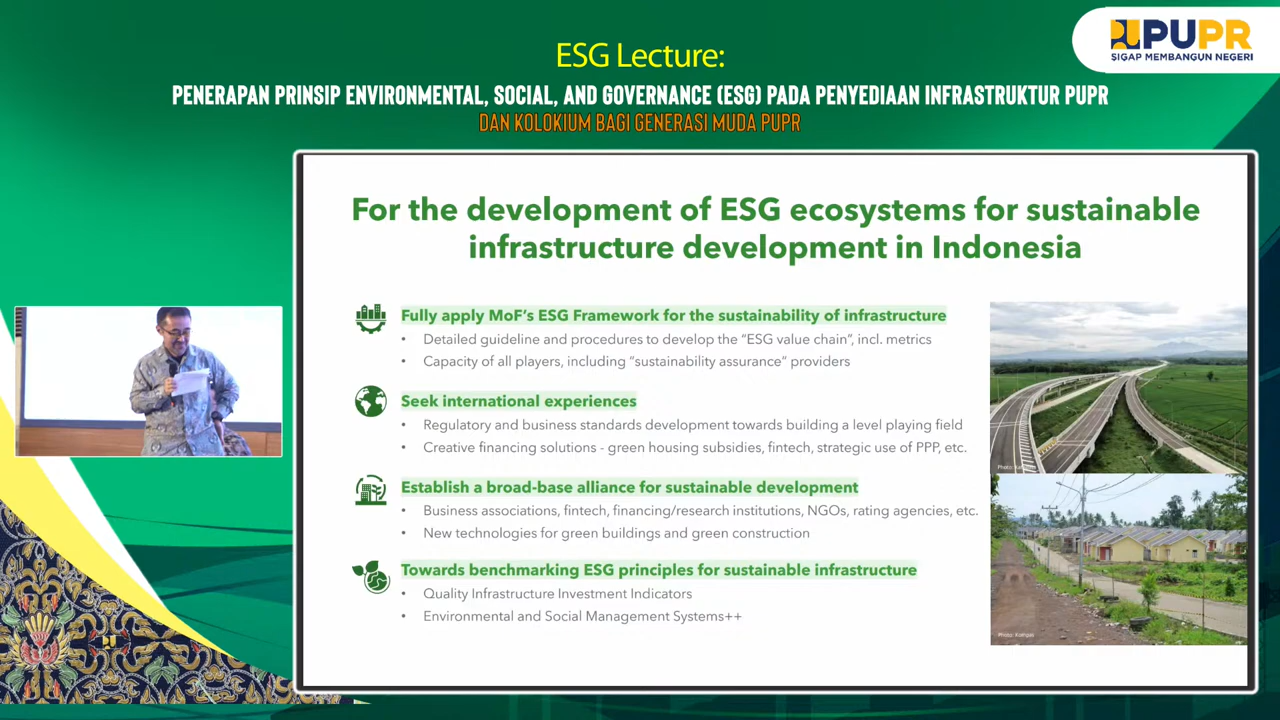 ESG Lecture:
PENERAPAN PRINSIP ENVIRONMENTAL, SOCIAL, AND GOVERNANCE (ESG) PADA PENYEDIAAN INFRASTRUKTUR PUPR
DAN KOLOKIUM BAGI GENERASI MUDA PUPR
PUPR
SIGAP MEMBANGUN NEGERI
For the development of ESG ecosystems for sustainable
infrastructure development in Indonesia
Fully apply MoF's ESG Framework for the sustainability of infrastructure
• Detailed guideline and procedures to develop the “ESG value chain”, incl. metrics
• Capacity of all players, including “sustainability assurance” providers
Seek international experiences
• Regulatory and business standards development towards building a level playing field
• Creative financing solutions - green housing subsidies, fintech, strategic use of PPP, etc.
Establish a broad-base alliance for sustainable development
• Business associations, fintech, financing/research institutions, NGOs, rating agencies, etc.
• New technologies for green buildings and green construction
Towards benchmarking ESG principles for sustainable infrastructure
• Quality Infrastructure Investment Indicators
• Environmental and Social Management Systems++
Photo:
Photo: